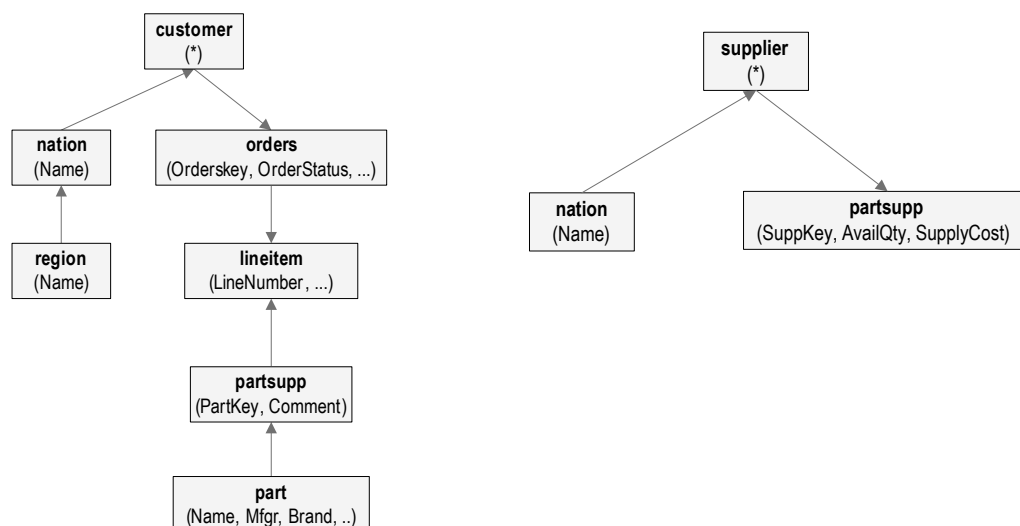 customer
(*)
nation
(Name)
orders
(Orderskey, OrderStatus, ...)
region
(Name)
lineitem
(LineNumber, ...)
partsupp
(PartKey, Comment)
part
(Name, Mfgr, Brand, ..)
supplier
(*)
nation
(Name)
partsupp
(SuppKey, AvailQty, SupplyCost)